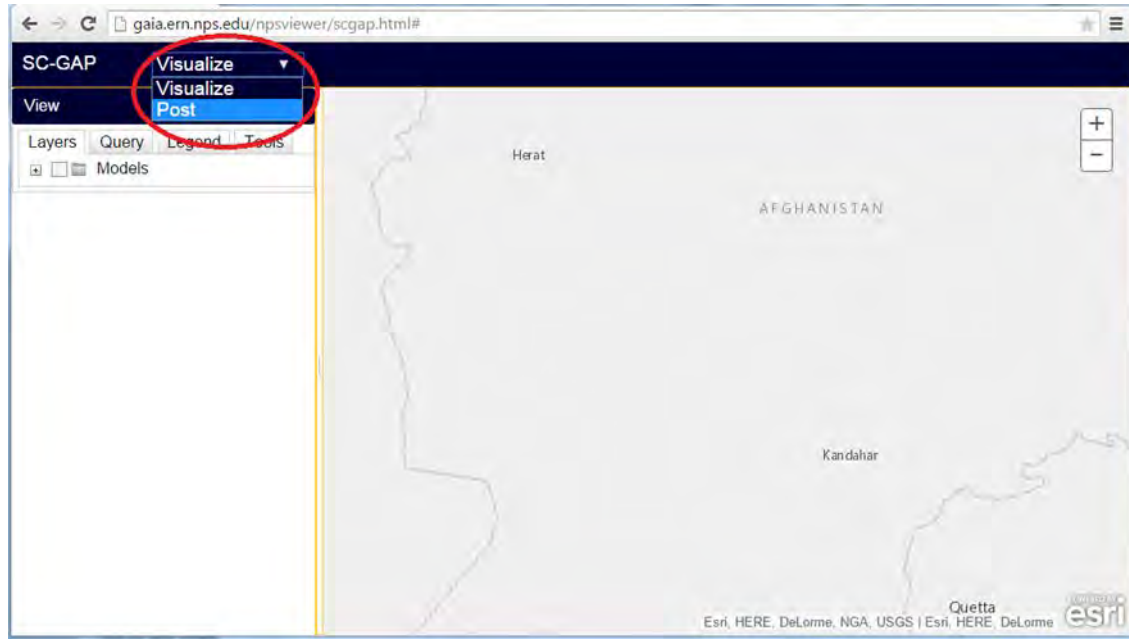 gaia.ern.nps.edu/npsviewer/scgap.html#
SC-GAP Visualize
Visualize
Post
View
Layers Query Legend Tools
Models
+
−
Herat
AFGHANISTAN
Kandahar
Quetta
Esri, HERE, DeLorme, NGA, USGS | Esri, HERE, DeLorme
esri